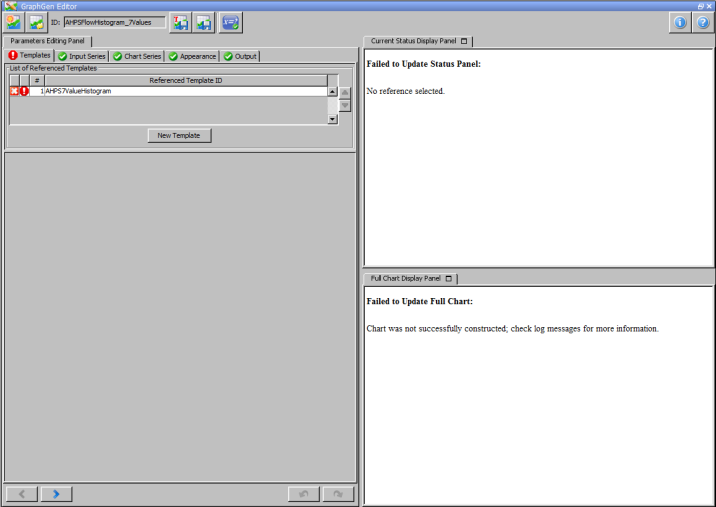 GraphGen Editor
ID: AHPSFlowHistogram_7Values
Parameters Editing Panel
Templates Input Series Chart Series Appearance Output
List of Referenced Templates
# Referenced Template ID
1 AHPS7ValueHistogram
New Template
Current Status Display Panel
Failed to Update Status Panel:
No reference selected.
Full Chart Display Panel
Failed to Update Full Chart:
Chart was not successfully constructed; check log messages for more information.